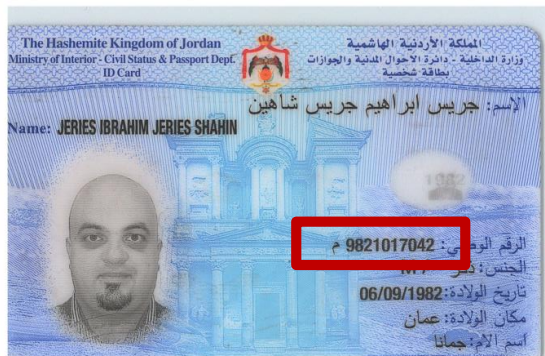 The Hashemite Kingdom of Jordan
Ministry of Interior - Civil Status & Passport Dept.
ID Card
المملكة الأردنية الهاشمية
وزارة الداخلية - دائرة الاحوال المدنية والجوازات
بطاقة شخصية
الإسم: جريس ابراهيم جريس شاهين
Name: JERIES IBRAHIM JERIES SHAHIN
1982
الرقم الوطني: 9821017042 م
الجنس:
تاريخ الولادة: 06/09/1982
مكان الولادة: عمان
اسم الام: جمانا